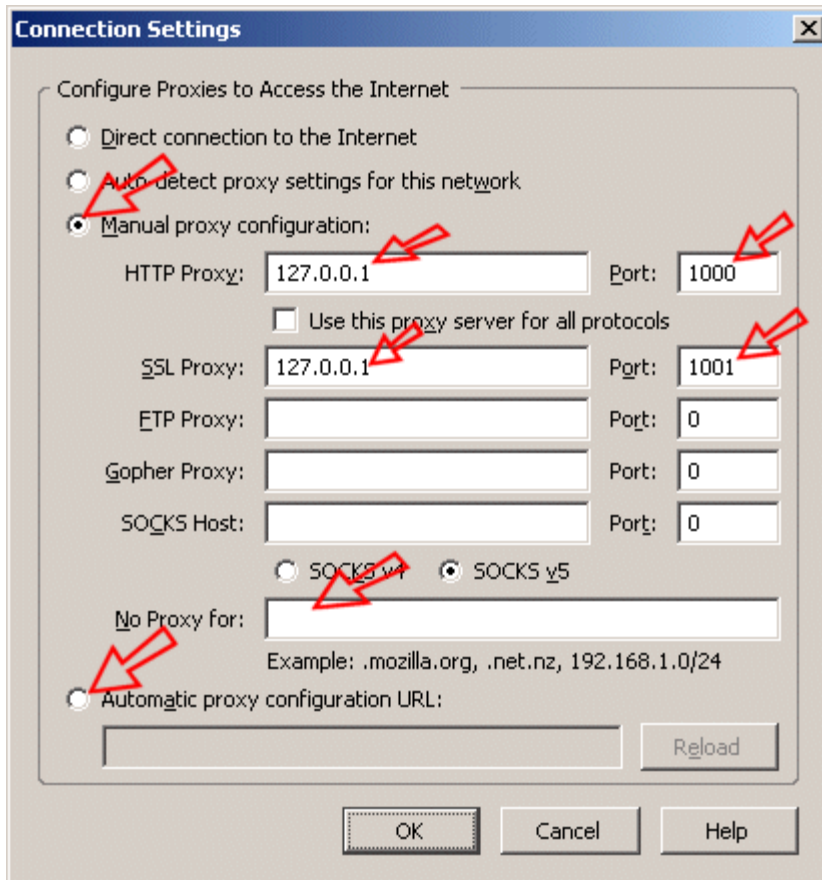 Connection Settings
Configure Proxies to Access the Internet
Direct connection to the Internet
Auto-detect proxy settings for this network
Manual proxy configuration:
HTTP Proxy: 127.0.0.1 Port: 1000
Use this proxy server for all protocols
SSL Proxy: 127.0.0.1 Port: 1001
FTP Proxy: Port: 0
Gopher Proxy: Port: 0
SOCKS Host: Port: 0
SOCKS v4 SOCKS v5
No Proxy for:
Example: .mozilla.org, .net.nz, 192.168.1.0/24
Automatic proxy configuration URL:
Reload
OK Cancel Help